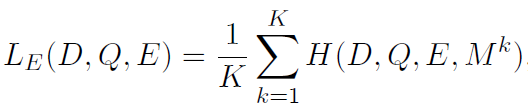 L_E(D, Q, E) = \frac{1}{K} \sum_{k=1}^{K} H(D, Q, E, M^k)